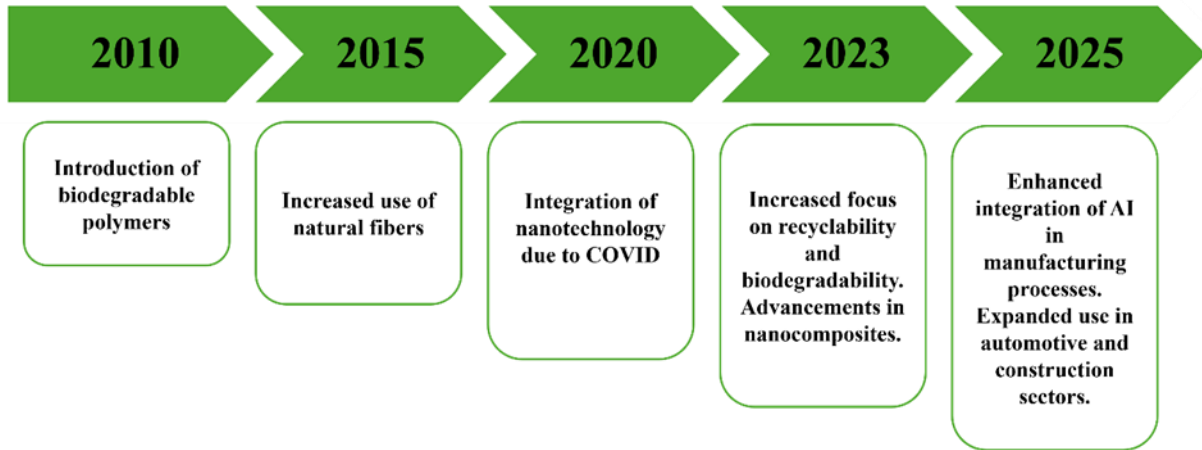 2010
2015
2020
2023
2025
Introduction of
biodegradable
polymers
Increased use of
natural fibers
Integration of
nanotechnology
due to COVID
Increased focus
on recyclability
and
biodegradability.
Advancements in
nanocomposites.
Enhanced
integration of AI
in
manufacturing
processes.
Expanded use in
automotive and
construction
sectors.